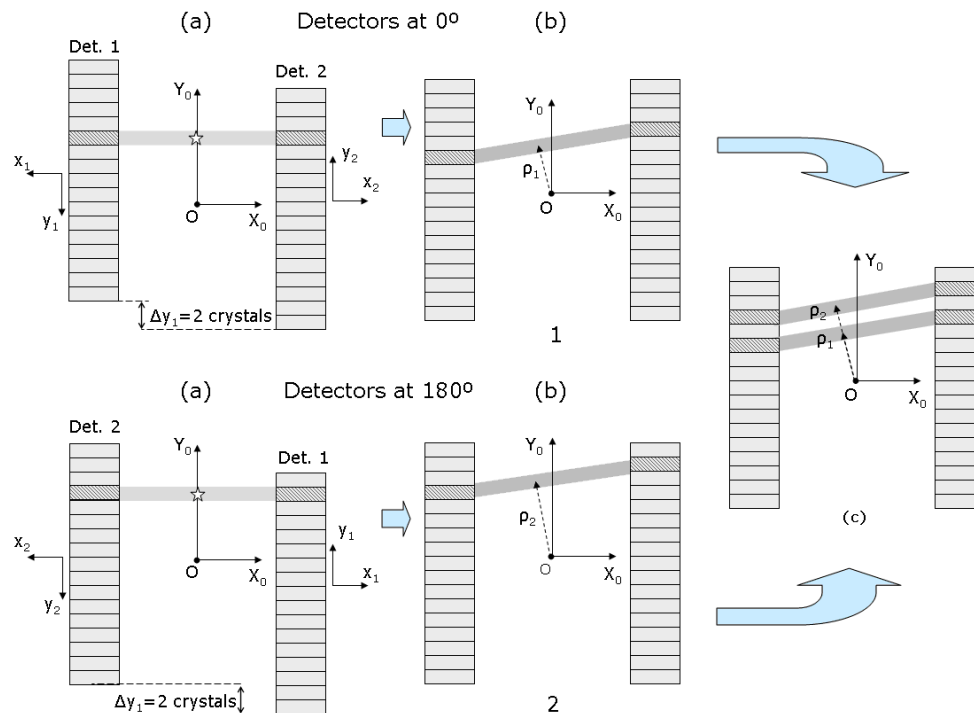 (a) Detectors at 0º (b)
Det. 1
Det. 2
Y₀
Y₀
x₁
y₁
y₂
x₂
O
X₀
ρ₁
O
X₀
Δy₁=2 crystals
1
Y₀
ρ₂
ρ₁
O
X₀
(c)
(a) Detectors at 180º (b)
Det. 2
Det. 1
Y₀
Y₀
x₂
y₂
y₁
x₁
O
X₀
ρ₂
O
X₀
Δy₁=2 crystals
2